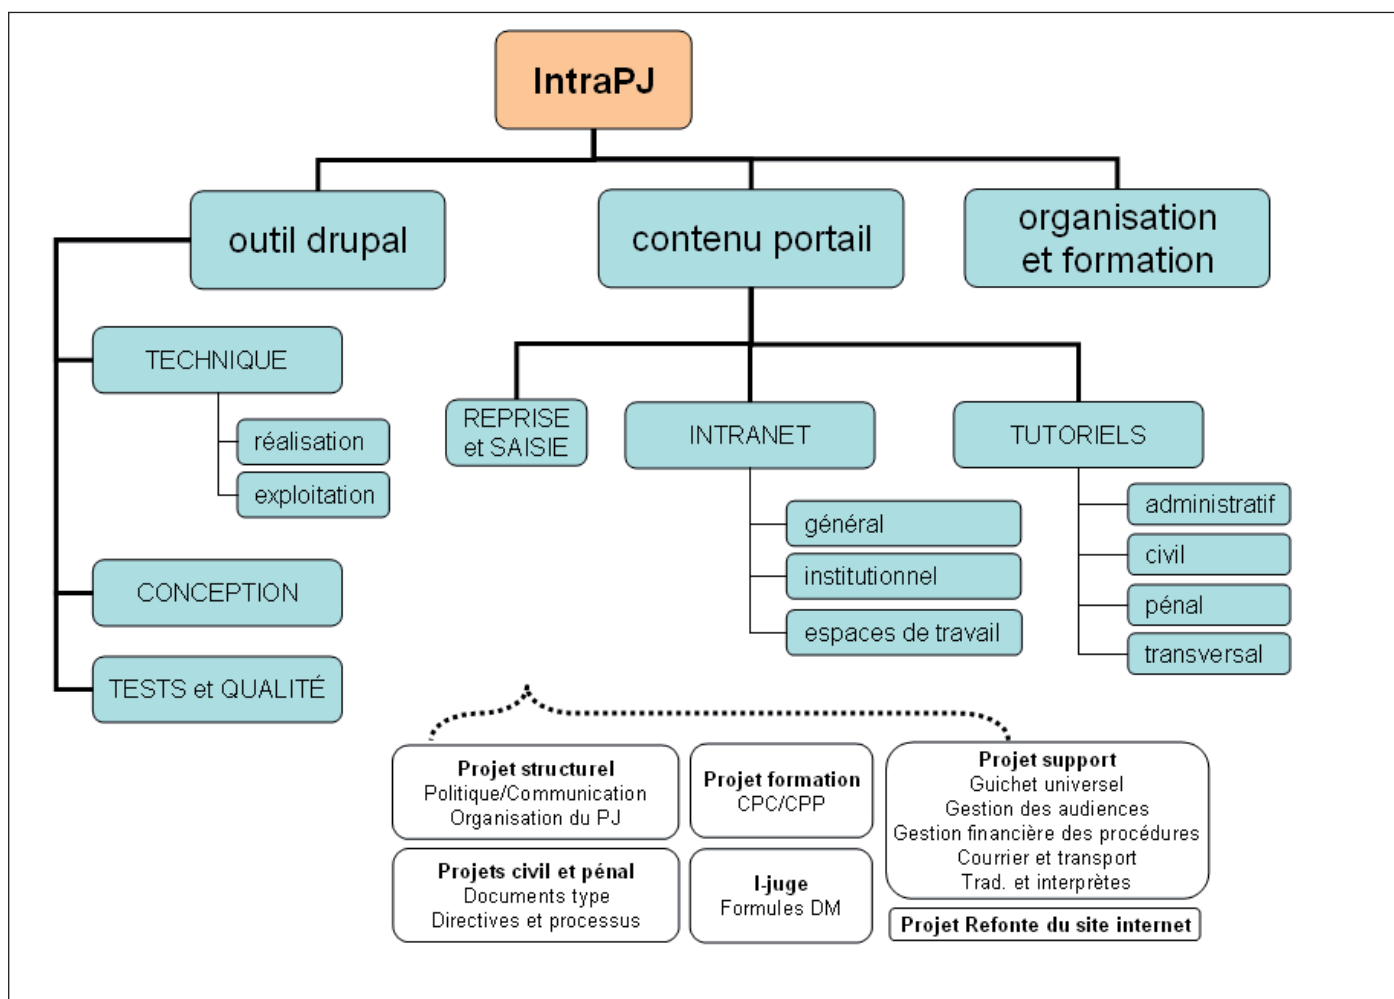 IntraPJ
outil drupal
contenu portail
organisation
et formation
TECHNIQUE
réalisation
exploitation
CONCEPTION
TESTS et QUALITÉ
REPRISE
et SAISIE
INTRANET
général
institutionnel
espaces de travail
TUTORIELS
administratif
civil
pénal
transversal
Projet structurel
Politique/Communication
Organisation du PJ
Projet formation
CPC/CPP
Projet support
Guichet universel
Gestion des audiences
Gestion financière des procédures
Courrier et transport
Trad. et interprètes
Projets civil et pénal
Documents type
Directives et processus
I-juge
Formules DM
Projet Refonte du site internet